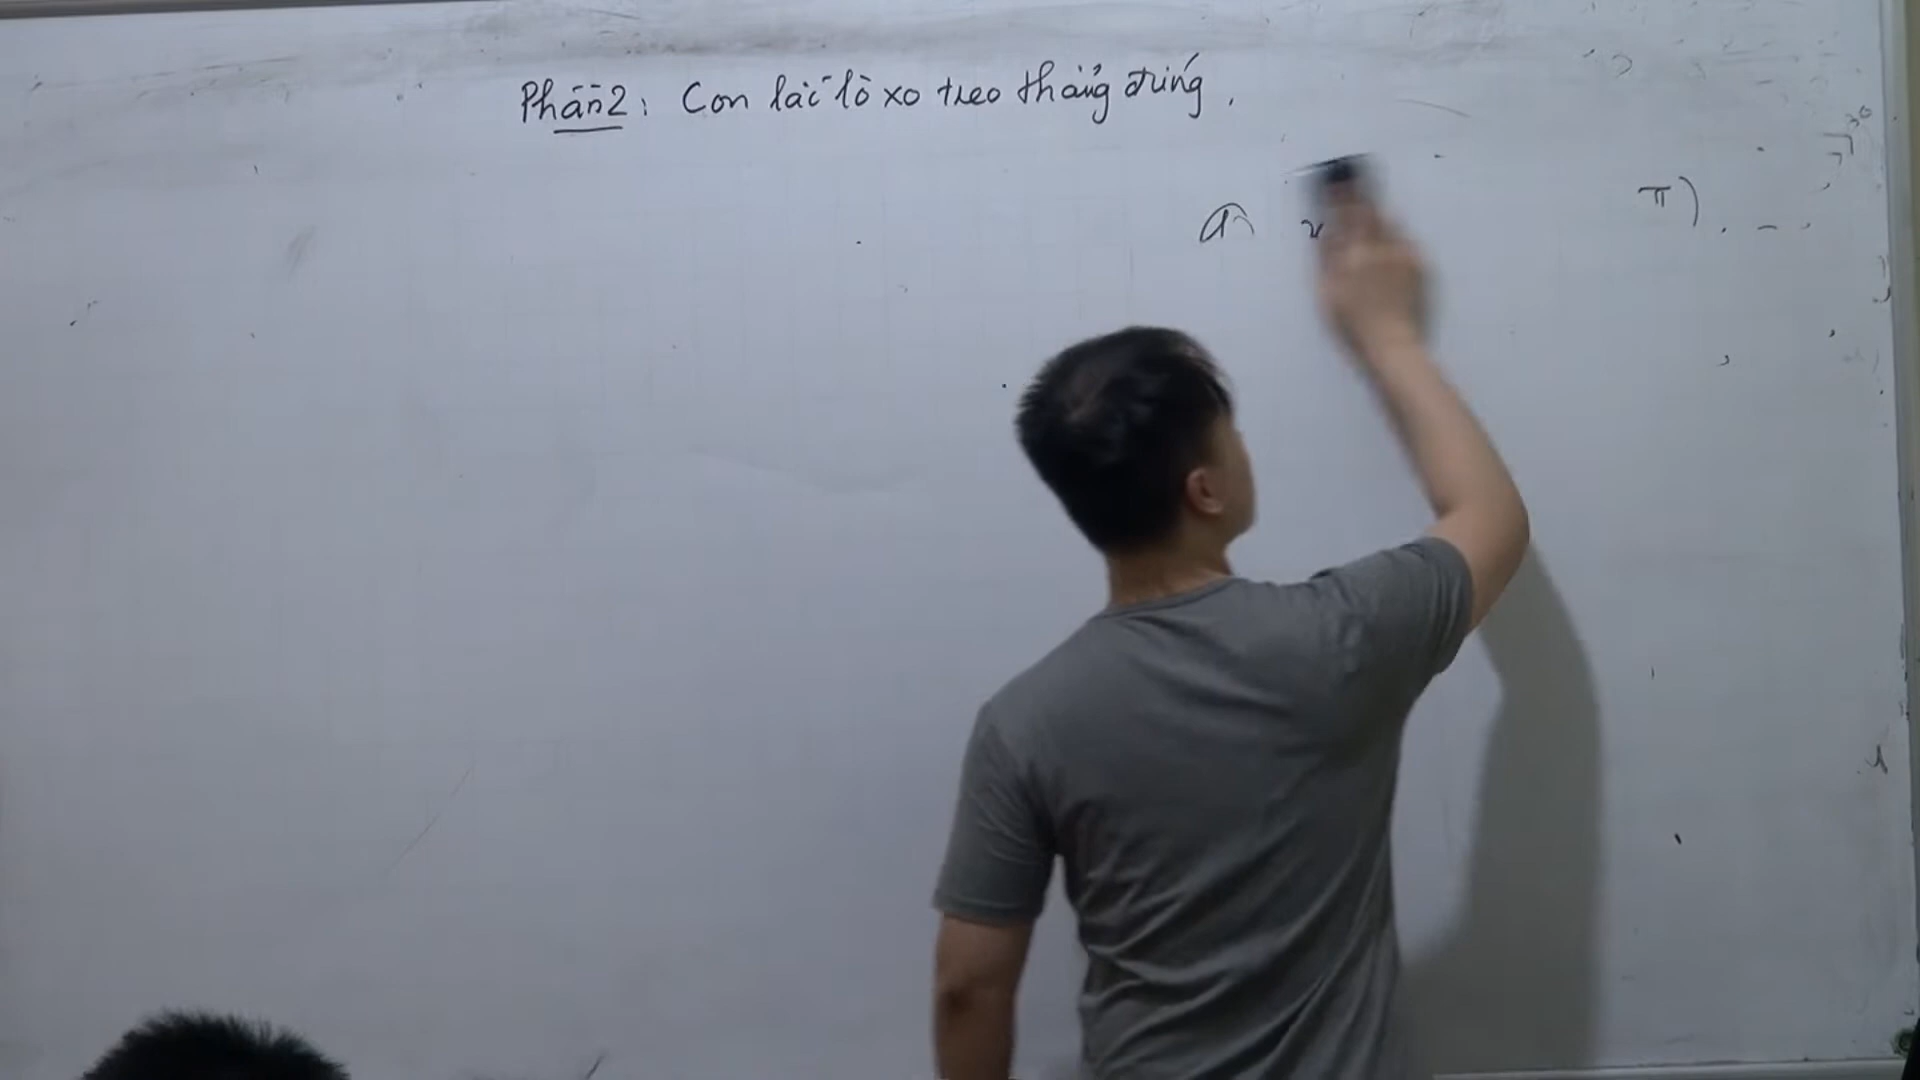 Phần 2: Con lắc lò xo treo thẳng đứng.
π)